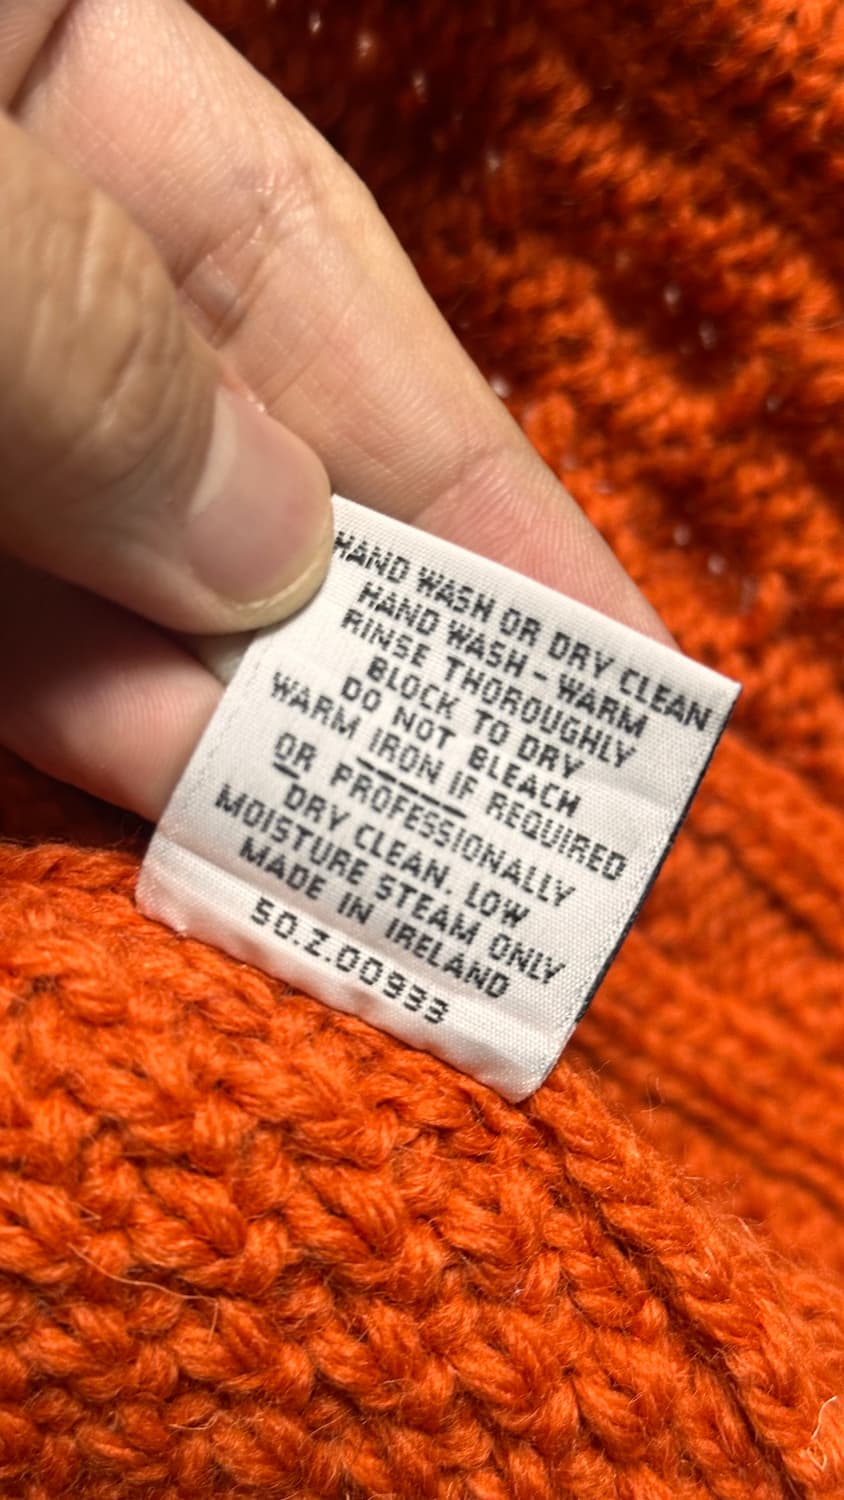 HAND WASH OR DRY CLEAN
HAND WASH - WARM
RINSE THOROUGHLY
BLOCK TO DRY
DO NOT BLEACH
WARM IRON IF REQUIRED
OR PROFESSIONALLY
DRY CLEAN. LOW
MOISTURE STEAM ONLY
MADE IN IRELAND
50.Z.00933